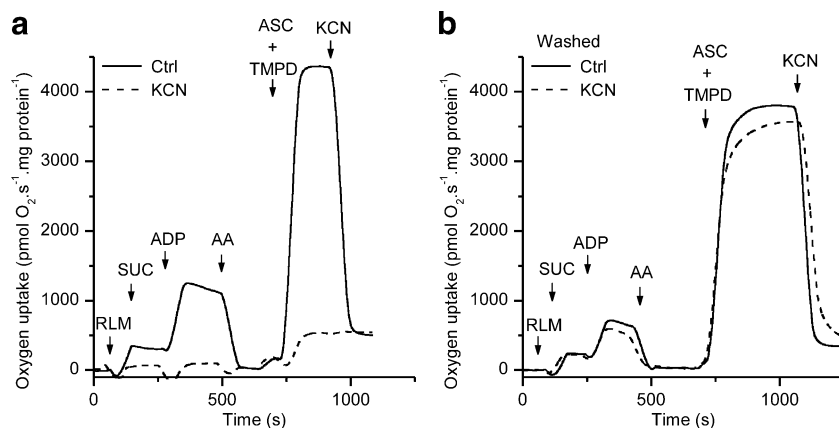 a
ASC
+
TMPD
KCN
Ctrl
KCN
4000
3000
2000
1000
0
Oxygen uptake (pmol O₂.s⁻¹.mg protein⁻¹)
RLM
SUC
ADP
AA
0
500
1000
Time (s)
b
Washed
Ctrl
KCN
ASC
+
TMPD
KCN
4000
3000
2000
1000
0
Oxygen uptake (pmol O₂.s⁻¹.mg protein⁻¹)
RLM
SUC
ADP
AA
0
500
1000
Time (s)